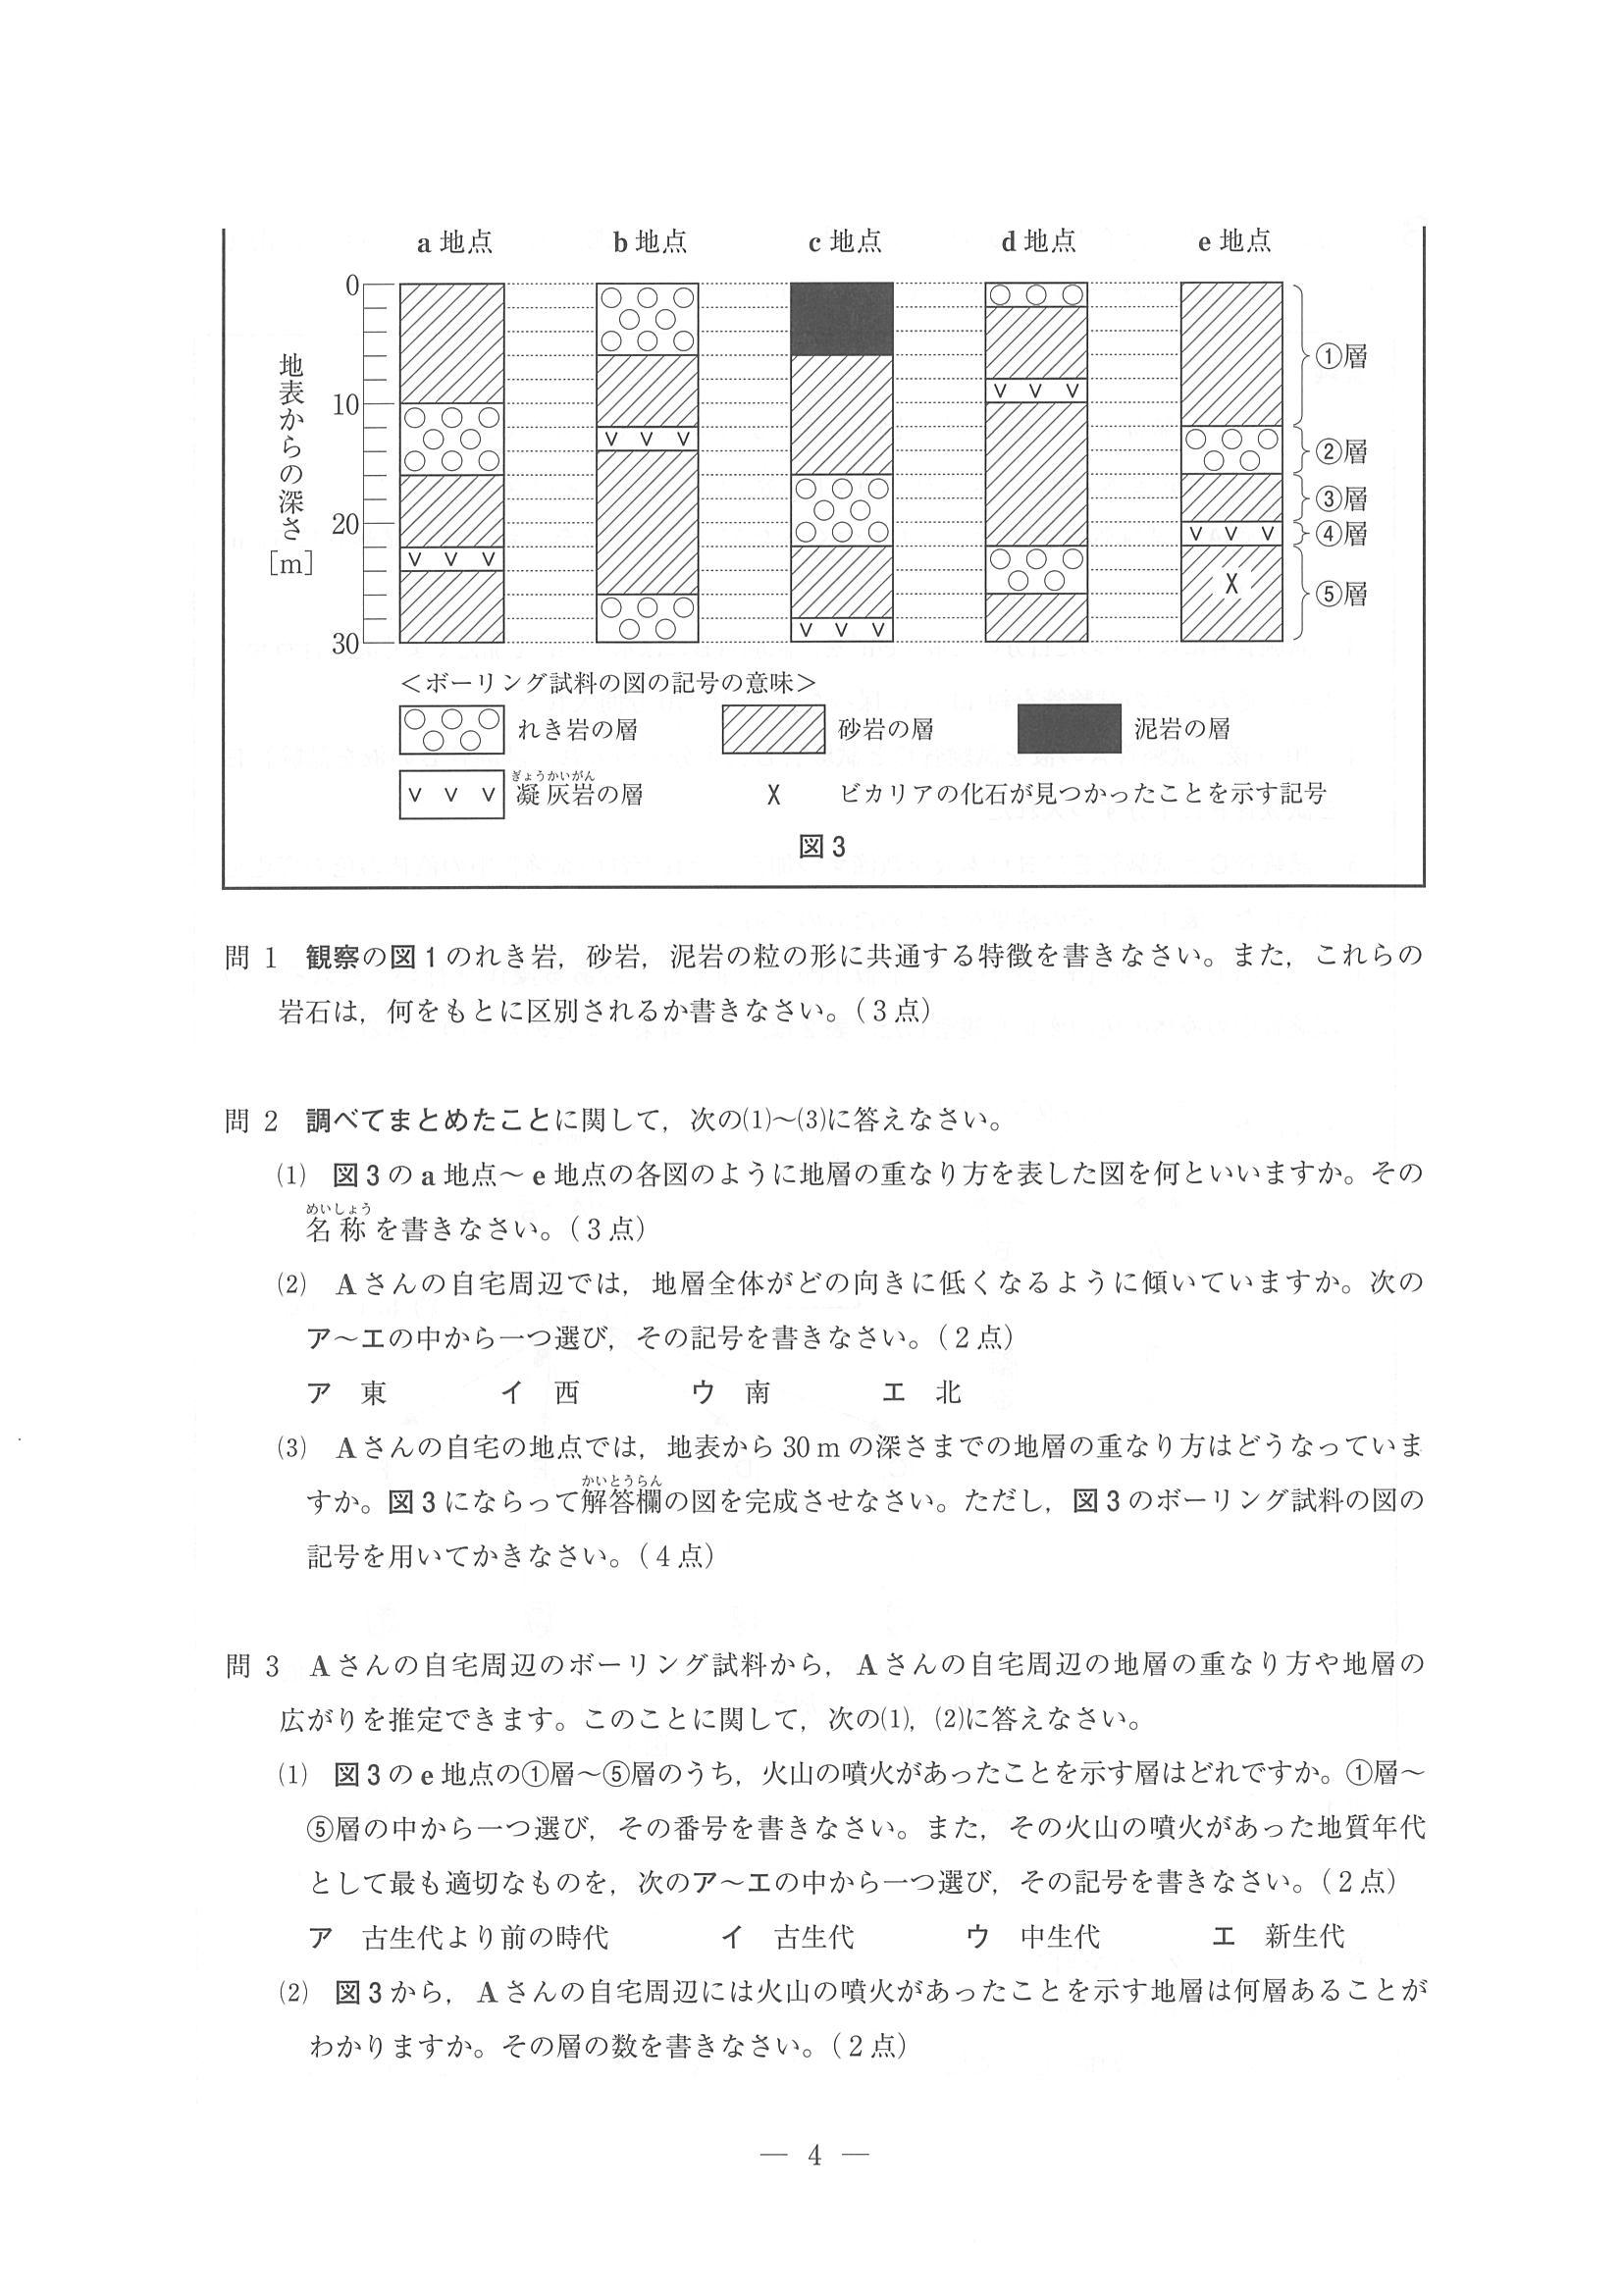 a 地点　b 地点　c 地点　d 地点　e 地点
地表からの深さ
[m]
0
10
20
30
v v v
v v v
v v v
v v v
v v v
X
①層
②層
③層
④層
⑤層
＜ボーリング試料の図の記号の意味＞
れき岩の層　砂岩の層　泥岩の層
ぎょうかいがん
v v v　凝灰岩の層　X　ビカリアの化石が見つかったことを示す記号
図3
問 1　観察の図1のれき岩，砂岩，泥岩の粒の形に共通する特徴を書きなさい。また，これらの
岩石は，何をもとに区別されるか書きなさい。（3点）
問 2　調べてまとめたことに関して，次の⑴～⑶に答えなさい。
⑴　図3の a 地点～ e 地点の各図のように地層の重なり方を表した図を何といいますか。その
めいしょう
名称を書きなさい。（3点）
⑵　Aさんの自宅周辺では，地層全体がどの向きに低くなるように傾いていますか。次の
ア～エの中から一つ選び，その記号を書きなさい。（2点）
ア　東　イ　西　ウ　南　エ　北
⑶　Aさんの自宅の地点では，地表から 30 m の深さまでの地層の重なり方はどうなっていま
かいとうらん
すか。図3にならって解答欄の図を完成させなさい。ただし，図3のボーリング試料の図の
記号を用いてかきなさい。（4点）
問 3　Aさんの自宅周辺のボーリング試料から，Aさんの自宅周辺の地層の重なり方や地層の
広がりを推定できます。このことに関して，次の⑴，⑵に答えなさい。
⑴　図3の e 地点の①層～⑤層のうち，火山の噴火があったことを示す層はどれですか。①層～
⑤層の中から一つ選び，その番号を書きなさい。また，その火山の噴火があった地質年代
として最も適切なものを，次のア～エの中から一つ選び，その記号を書きなさい。（2点）
ア　古生代より前の時代　イ　古生代　ウ　中生代　エ　新生代
⑵　図3から，Aさんの自宅周辺には火山の噴火があったことを示す地層は何層あることが
わかりますか。その層の数を書きなさい。（2点）
― 4 ―